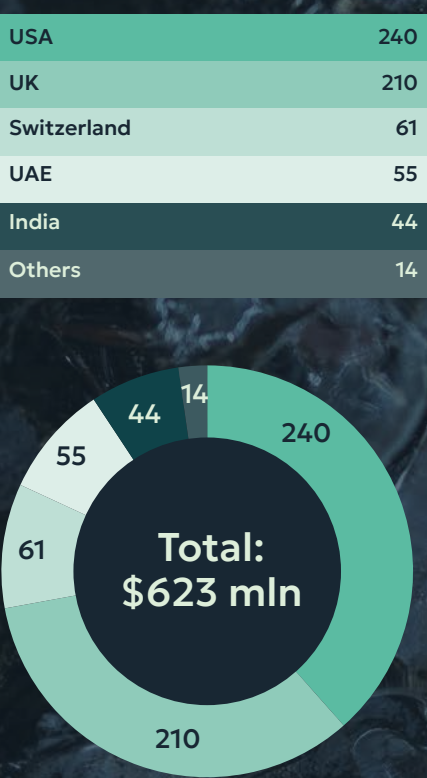 USA 240
UK 210
Switzerland 61
UAE 55
India 44
Others 14
14
44
240
55
61
Total:
$623 mln
210